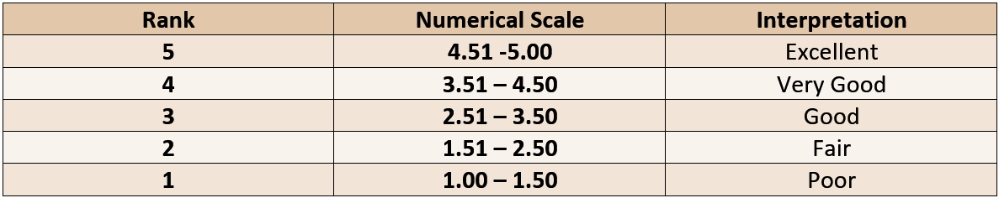 Rank Numerical Scale Interpretation
5 4.51 -5.00 Excellent
4 3.51 – 4.50 Very Good
3 2.51 – 3.50 Good
2 1.51 – 2.50 Fair
1 1.00 – 1.50 Poor